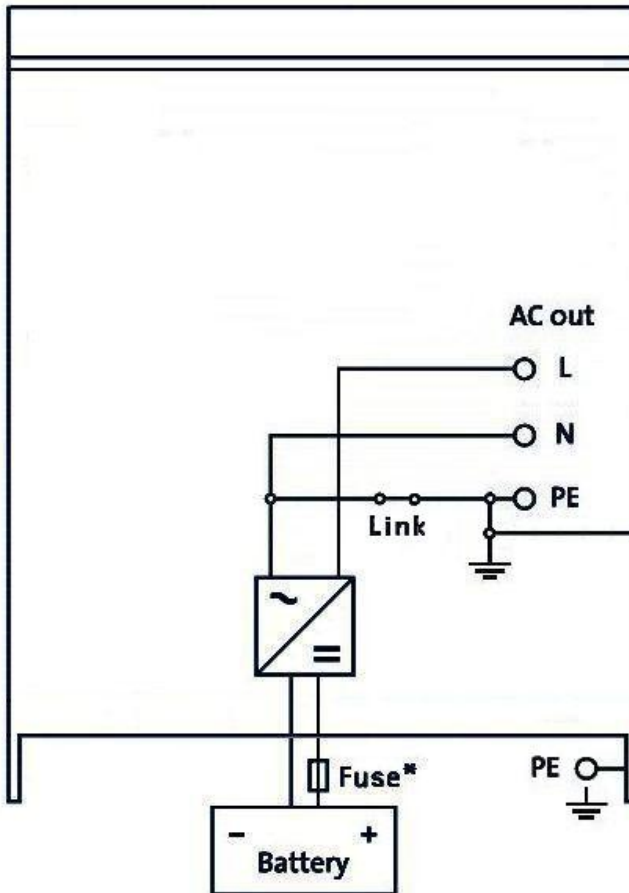 AC out
L
N
PE
Link
~
=
Fuse*
PE
- +
Battery